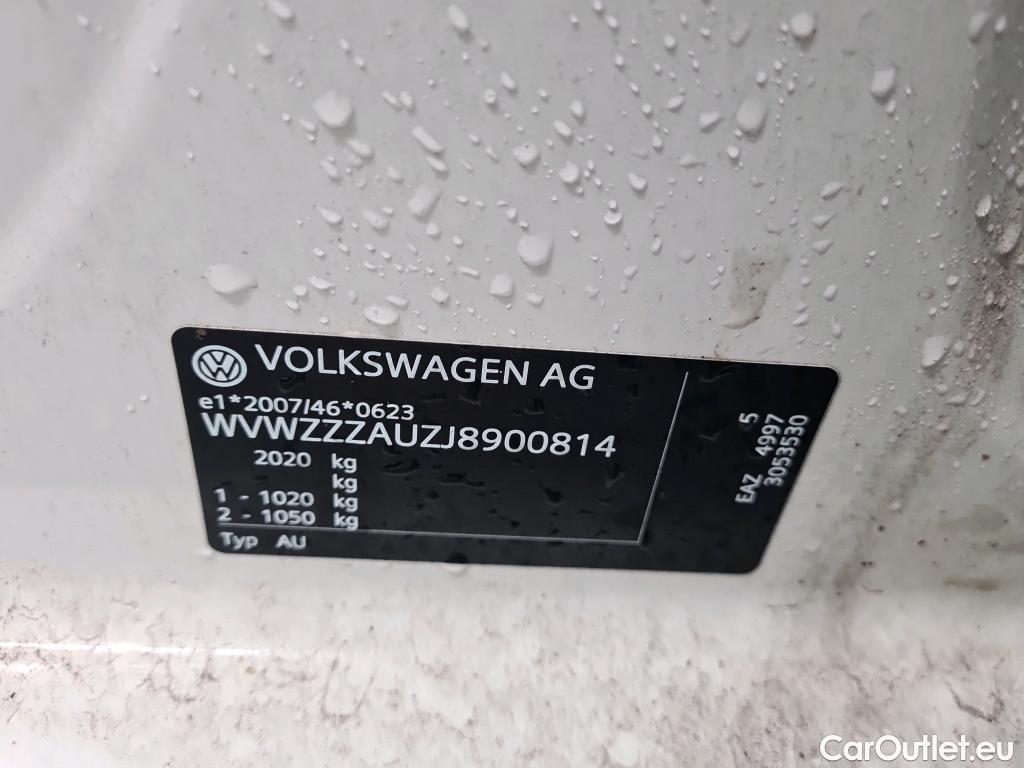 VOLKSWAGEN AG
e1*2007/46*0623
WVWZZZAUZJ8900814
2020 kg
kg
1 - 1020 kg
2 - 1050 kg
Typ AU
5
EAZ 4997
3053530
CarOutlet.eu